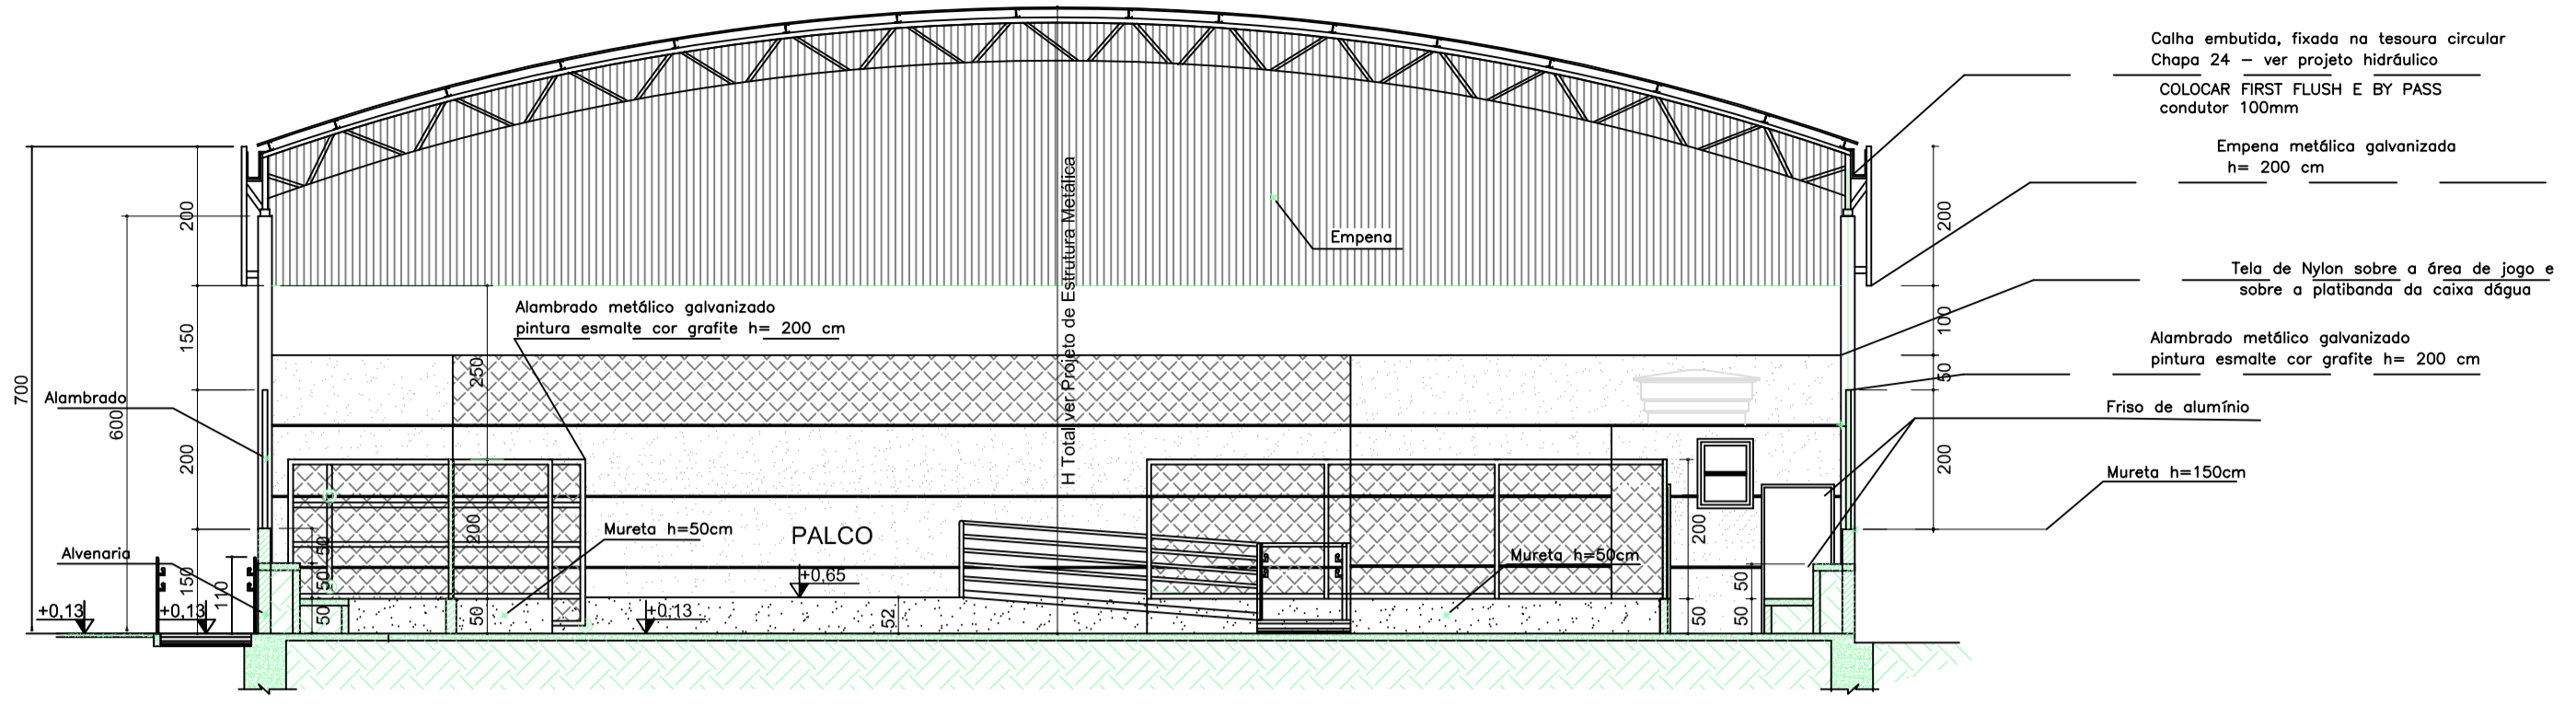 Calha embutida, fixada na tesoura circular
Chapa 24 – ver projeto hidráulico
COLOCAR FIRST FLUSH E BY PASS
condutor 100mm
Empena metálica galvanizada
h= 200 cm
Tela de Nylon sobre a área de jogo e
sobre a platibanda da caixa dágua
Alambrado metálico galvanizado
pintura esmalte cor grafite h= 200 cm
Friso de alumínio
Mureta h=150cm
Empena
H Total ver Projeto de Estrutura Metálica
Alambrado metálico galvanizado
pintura esmalte cor grafite h= 200 cm
Alambrado
Alvenaria
Mureta h=50cm
PALCO
Mureta h=50cm
+0,65
+0,13
+0,13
+0,13
700
600
200
150
200
150
110
50
50
50
250
200
50
52
200
50
50
50
200
100
50
200